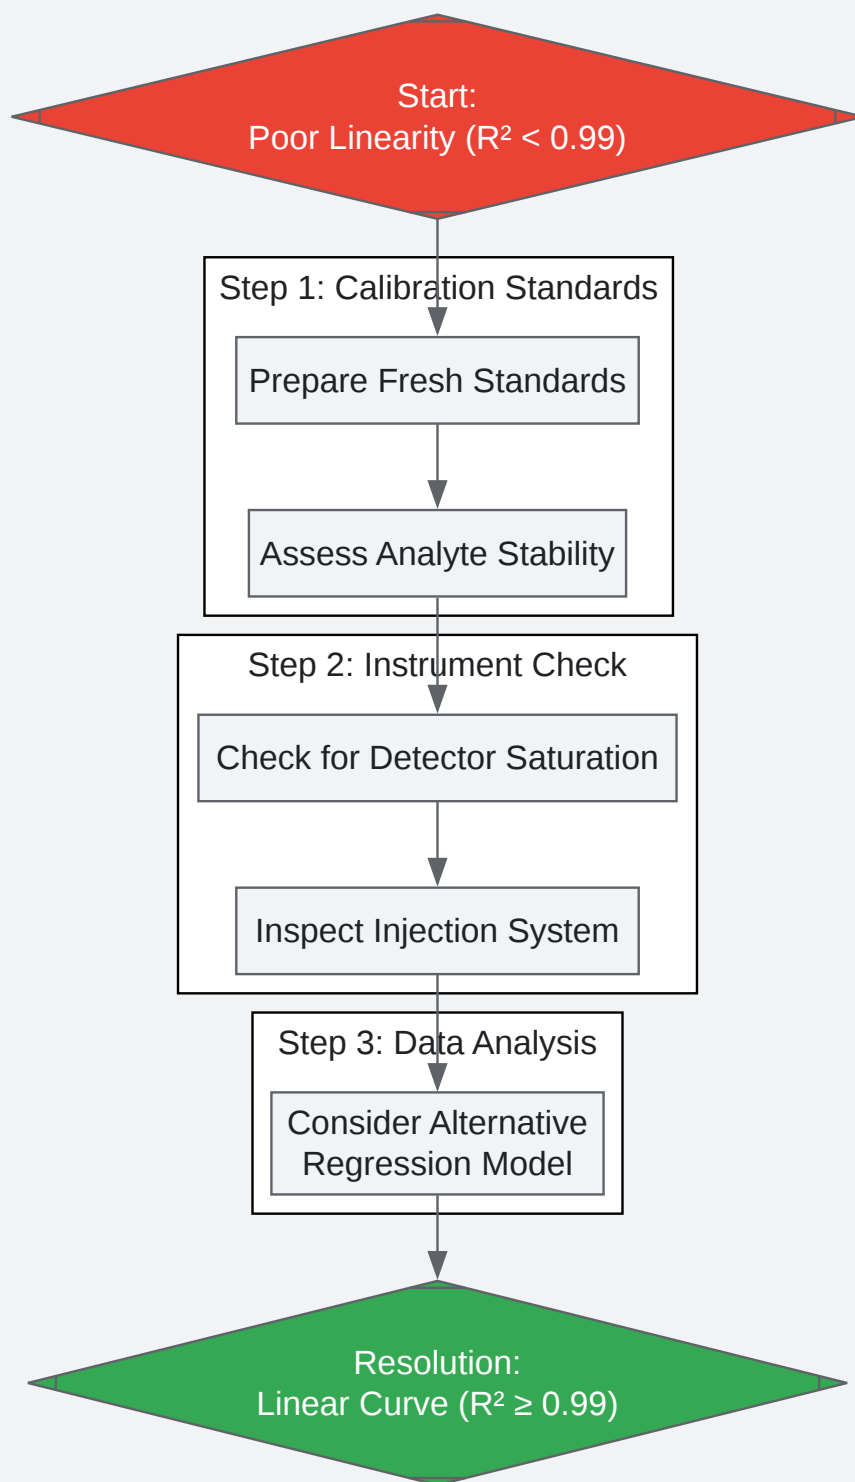 Start:
Poor Linearity (R² < 0.99)
Step 1: Calibration Standards
Prepare Fresh Standards
Assess Analyte Stability
Step 2: Instrument Check
Check for Detector Saturation
Inspect Injection System
Step 3: Data Analysis
Consider Alternative
Regression Model
Resolution:
Linear Curve (R² ≥ 0.99)